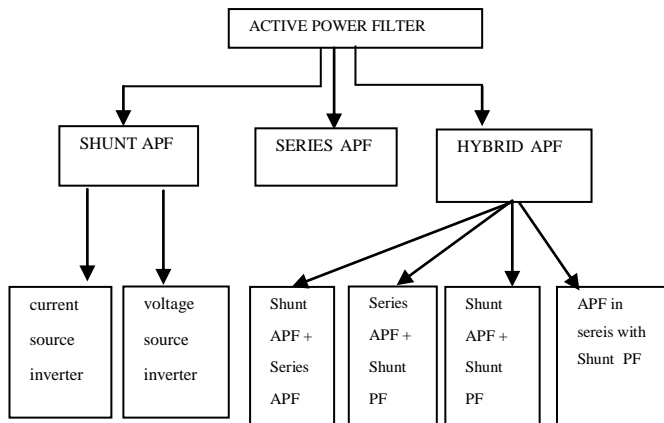 ACTIVE POWER FILTER
SHUNT APF
SERIES APF
HYBRID APF
current
source
inverter
voltage
source
inverter
Shunt
APF +
Series
APF
Series
APF +
Shunt
PF
Shunt
APF +
Shunt
PF
APF in
sereis with
Shunt PF